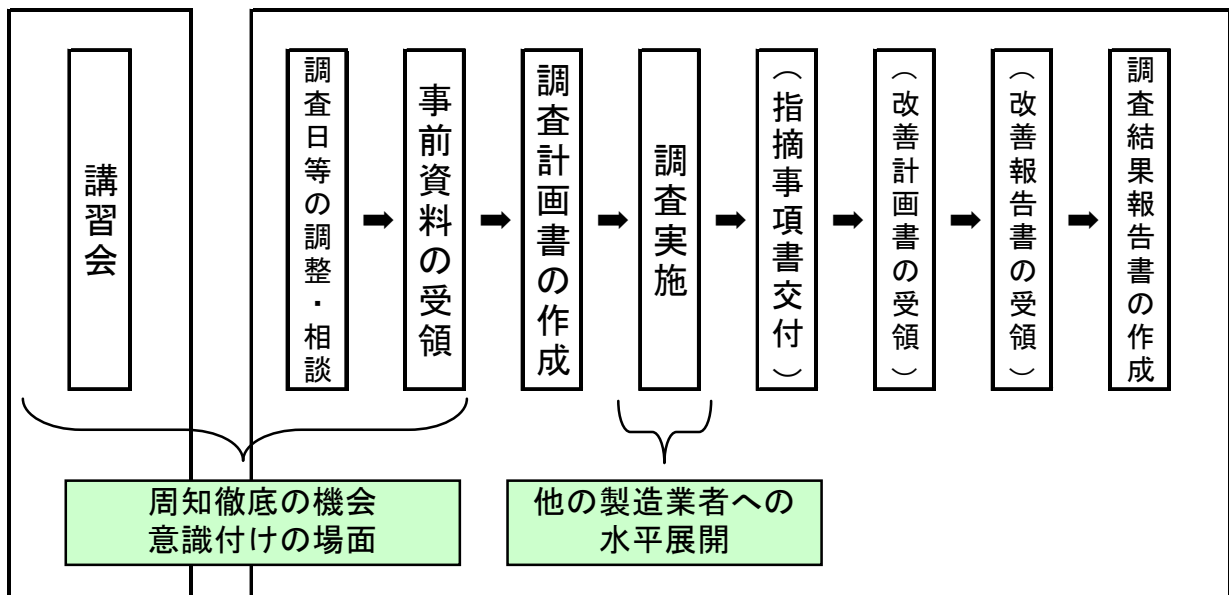 講習会
調査日等の調整・相談
➡
事前資料の受領
➡
調査計画書の作成
➡
調査実施
➡
（指摘事項書交付）
➡
（改善計画書の受領）
➡
（改善報告書の受領）
➡
調査結果報告書の作成
周知徹底の機会
意識付けの場面
他の製造業者への
水平展開